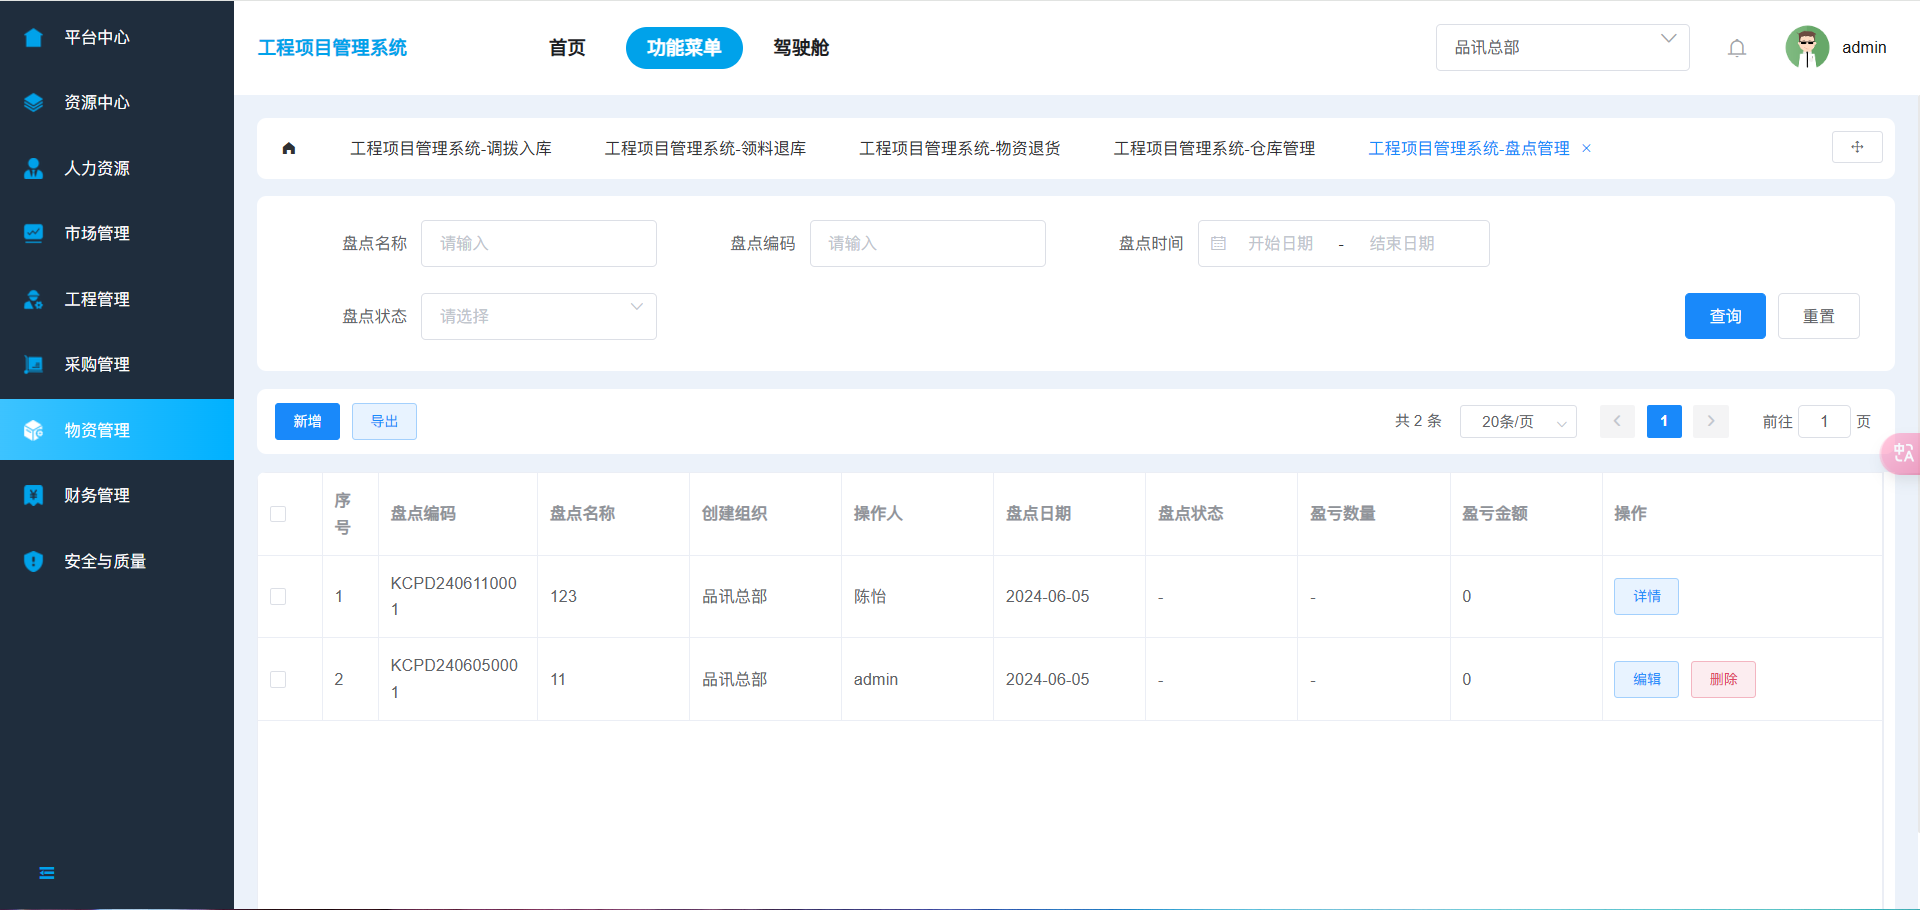 平台中心
资源中心
人力资源
市场管理
工程管理
采购管理
物资管理
财务管理
安全与质量
工程项目管理系统 首页 功能菜单 驾驶舱 品讯总部 admin
工程项目管理系统-调拨入库 工程项目管理系统-领料退库 工程项目管理系统-物资退货 工程项目管理系统-仓库管理 工程项目管理系统-盘点管理 ×
盘点名称 请输入 盘点编码 请输入 盘点时间 开始日期 - 结束日期
盘点状态 请选择 查询 重置
新增 导出 共 2 条 20条/页 1 前往 1 页
中A
序号 盘点编码 盘点名称 创建组织 操作人 盘点日期 盘点状态 盈亏数量 盈亏金额 操作
1 KCPD2406110001 123 品讯总部 陈怡 2024-06-05 - - 0 详情
2 KCPD2406050001 11 品讯总部 admin 2024-06-05 - - 0 编辑 删除